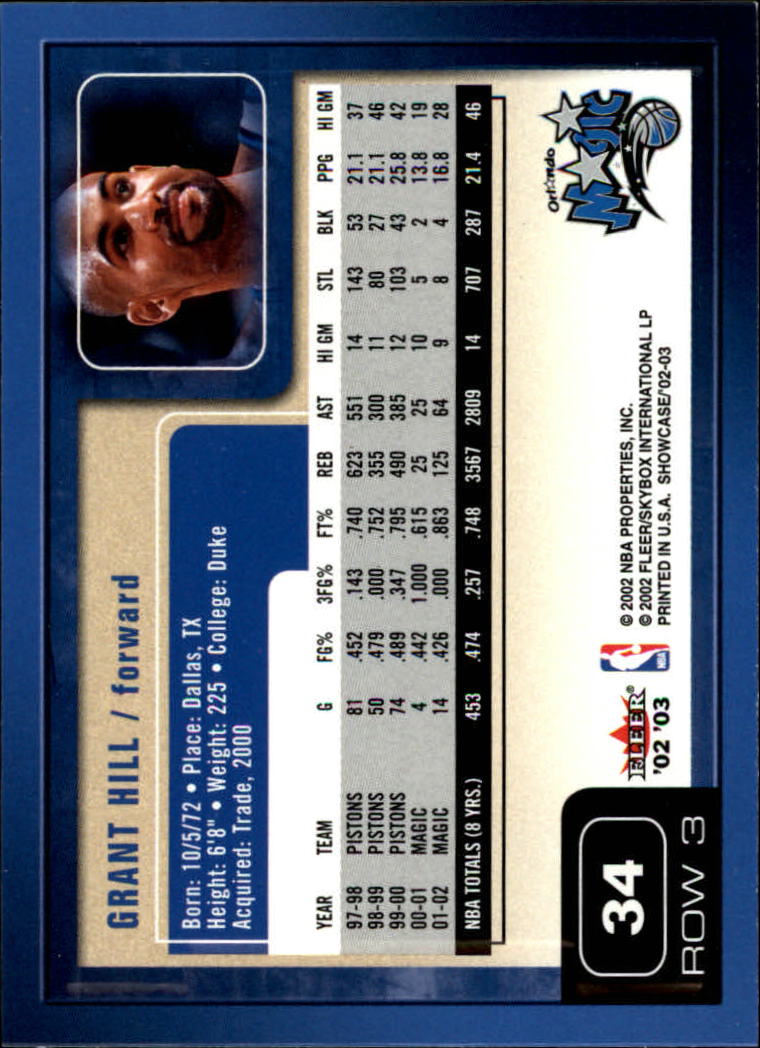 GRANT HILL / forward
Born: 10/5/72 • Place: Dallas, TX
Height: 6'8" • Weight: 225 • College: Duke
Acquired: Trade, 2000
YEAR TEAM G FG% 3FG% FT% REB AST HI GM STL BLK PPG HI GM
97-98 PISTONS 81 .452 .143 .740 623 551 14 143 53 21.1 37
98-99 PISTONS 50 .479 .000 .752 355 300 11 80 27 21.1 46
99-00 PISTONS 74 .489 .347 .795 490 385 12 103 43 25.8 42
00-01 MAGIC 4 .442 1.000 .615 25 25 10 5 2 13.8 19
01-02 MAGIC 14 .426 .000 .863 125 64 9 8 4 16.8 28
NBA TOTALS (8 YRS.) 453 .474 .257 .748 3567 2809 14 707 287 21.4 46
Orlando
Magic
34
ROW 3
FLEER®
'02 '03
NBA
© 2002 NBA PROPERTIES, INC.
© 2002 FLEER/SKYBOX INTERNATIONAL LP
PRINTED IN U.S.A. SHOWCASE/'02-03